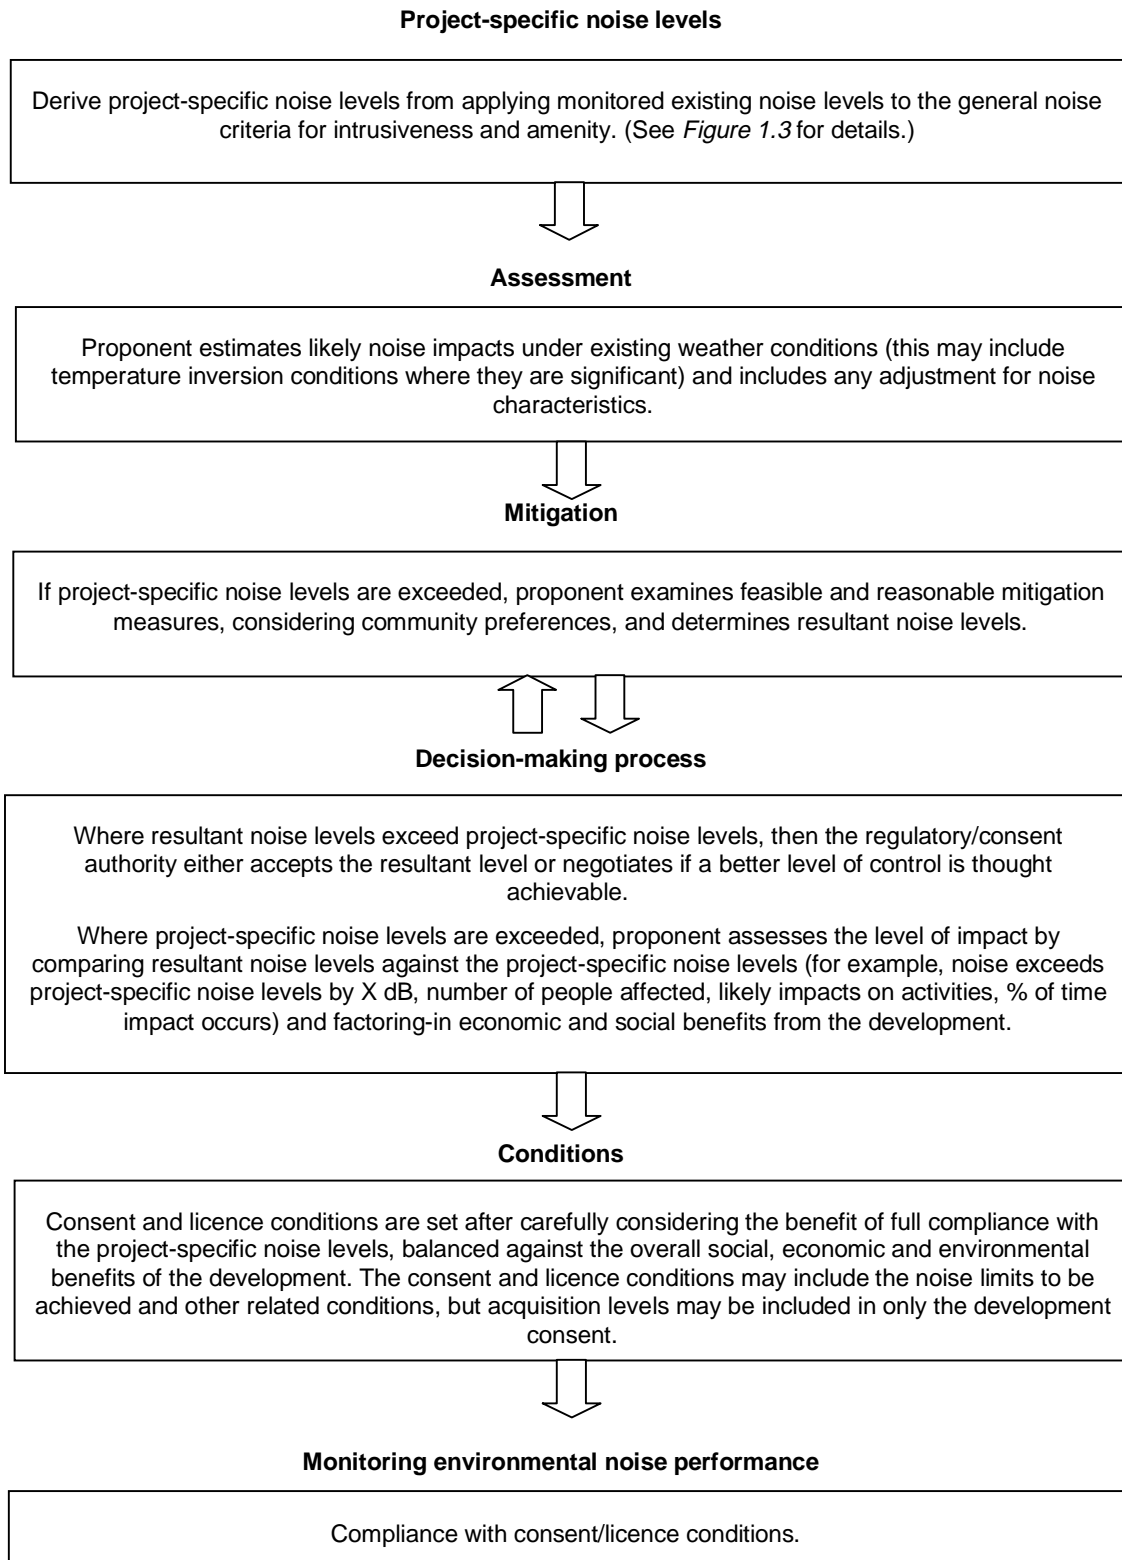 Project-specific noise levels
Derive project-specific noise levels from applying monitored existing noise levels to the general noise
criteria for intrusiveness and amenity. (See Figure 1.3 for details.)
Assessment
Proponent estimates likely noise impacts under existing weather conditions (this may include
temperature inversion conditions where they are significant) and includes any adjustment for noise
characteristics.
Mitigation
If project-specific noise levels are exceeded, proponent examines feasible and reasonable mitigation
measures, considering community preferences, and determines resultant noise levels.
Decision-making process
Where resultant noise levels exceed project-specific noise levels, then the regulatory/consent
authority either accepts the resultant level or negotiates if a better level of control is thought
achievable.
Where project-specific noise levels are exceeded, proponent assesses the level of impact by
comparing resultant noise levels against the project-specific noise levels (for example, noise exceeds
project-specific noise levels by X dB, number of people affected, likely impacts on activities, % of time
impact occurs) and factoring-in economic and social benefits from the development.
Conditions
Consent and licence conditions are set after carefully considering the benefit of full compliance with
the project-specific noise levels, balanced against the overall social, economic and environmental
benefits of the development. The consent and licence conditions may include the noise limits to be
achieved and other related conditions, but acquisition levels may be included in only the development
consent.
Monitoring environmental noise performance
Compliance with consent/licence conditions.